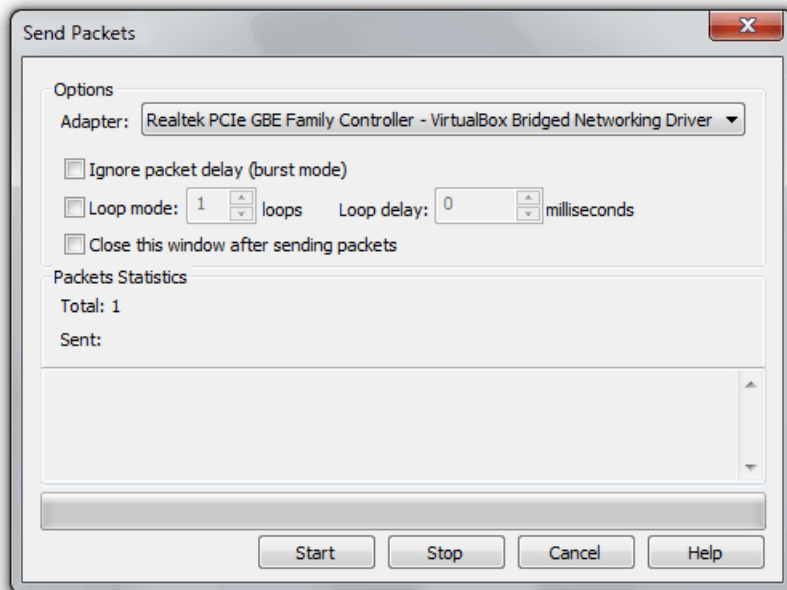 Send Packets
Options
Adapter: Realtek PCIe GBE Family Controller - VirtualBox Bridged Networking Driver
Ignore packet delay (burst mode)
Loop mode: 1 loops Loop delay: 0 milliseconds
Close this window after sending packets
Packets Statistics
Total: 1
Sent:
Start Stop Cancel Help